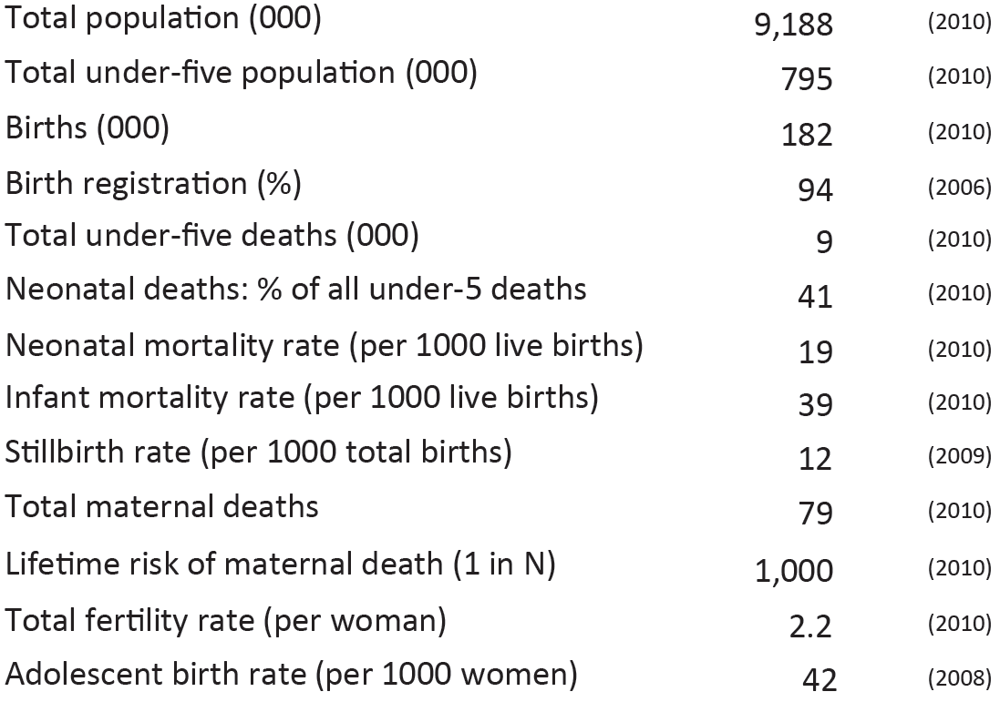 Total population (000) 9,188 (2010)
Total under-five population (000) 795 (2010)
Births (000) 182 (2010)
Birth registration (%) 94 (2006)
Total under-five deaths (000) 9 (2010)
Neonatal deaths: % of all under-5 deaths 41 (2010)
Neonatal mortality rate (per 1000 live births) 19 (2010)
Infant mortality rate (per 1000 live births) 39 (2010)
Stillbirth rate (per 1000 total births) 12 (2009)
Total maternal deaths 79 (2010)
Lifetime risk of maternal death (1 in N) 1,000 (2010)
Total fertility rate (per woman) 2.2 (2010)
Adolescent birth rate (per 1000 women) 42 (2008)